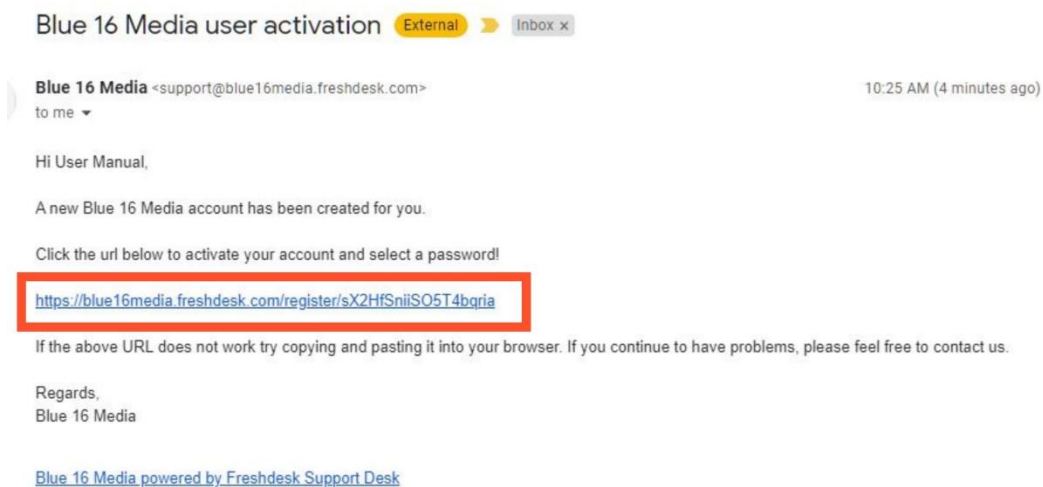 Blue 16 Media user activation External Inbox x
Blue 16 Media <support@blue16media.freshdesk.com> 10:25 AM (4 minutes ago)
to me
Hi User Manual,
A new Blue 16 Media account has been created for you.
Click the url below to activate your account and select a password!
https://blue16media.freshdesk.com/register/sX2HfSniiSO5T4bqria
If the above URL does not work try copying and pasting it into your browser. If you continue to have problems, please feel free to contact us.
Regards,
Blue 16 Media
Blue 16 Media powered by Freshdesk Support Desk